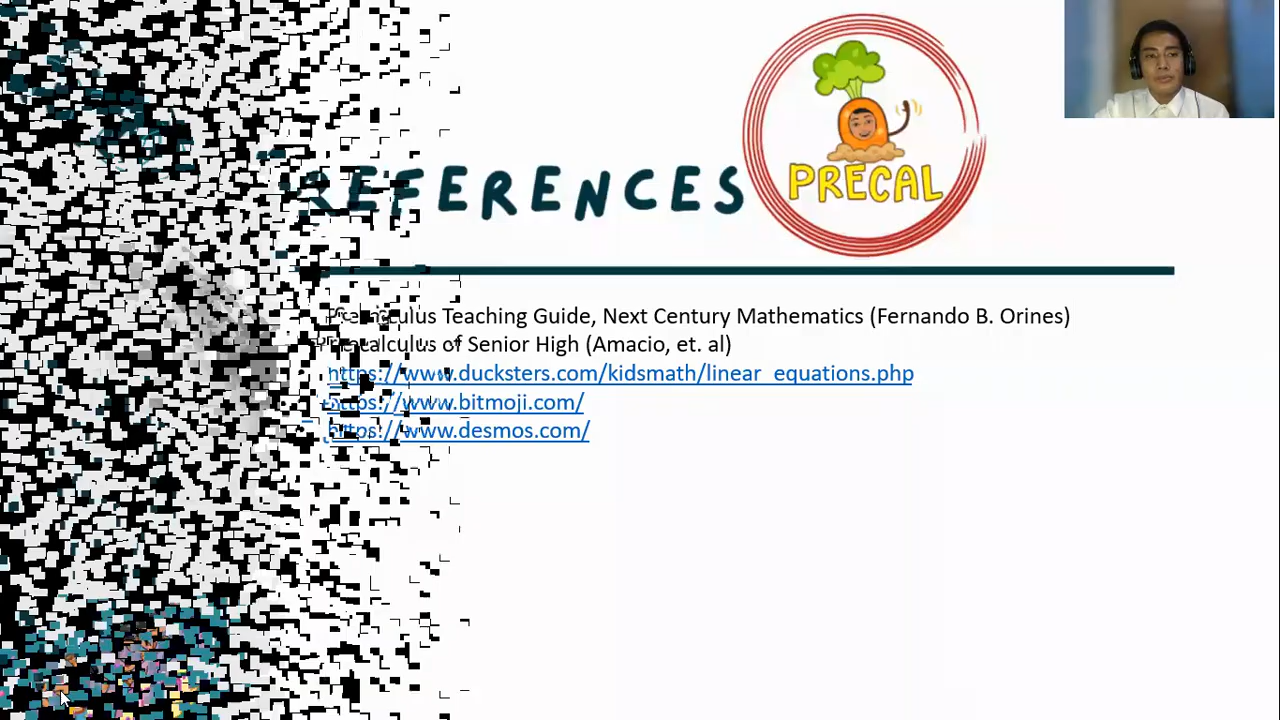 REFERENCES
PRECAL
Precalculus Teaching Guide, Next Century Mathematics (Fernando B. Orines)
Precalculus of Senior High (Amacio, et. al)
https://www.ducksters.com/kidsmath/linear_equations.php
https://www.bitmoji.com/
https://www.desmos.com/